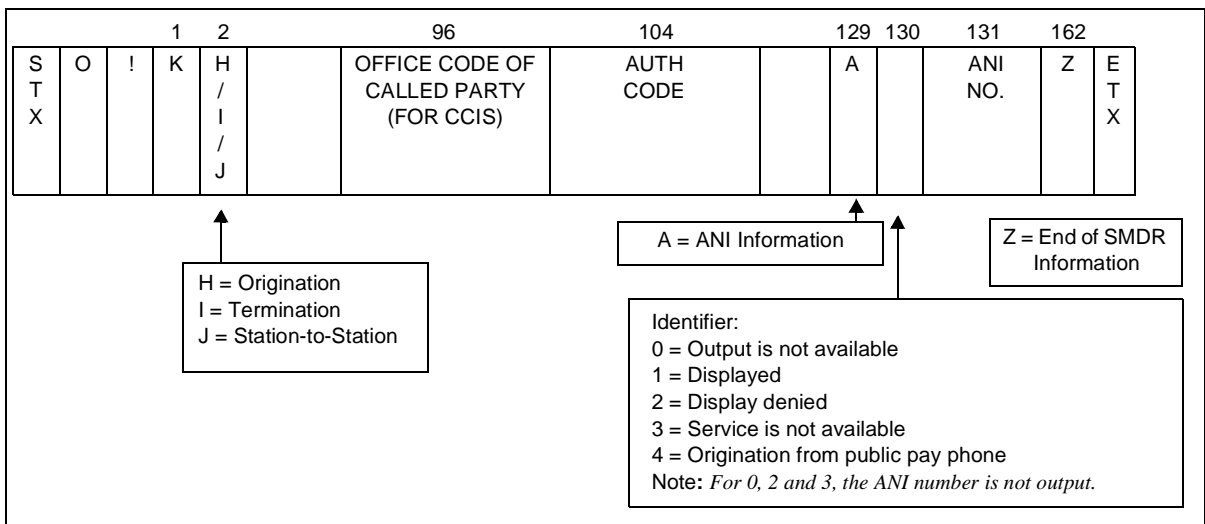 1 2 96 104 129 130 131 162
S O ! K H OFFICE CODE OF AUTH A ANI Z E
T / CALLED PARTY CODE NO. T
X I (FOR CCIS) X
/
J
A = ANI Information
Z = End of SMDR
Information
H = Origination
I = Termination
J = Station-to-Station
Identifier:
0 = Output is not available
1 = Displayed
2 = Display denied
3 = Service is not available
4 = Origination from public pay phone
Note: For 0, 2 and 3, the ANI number is not output.